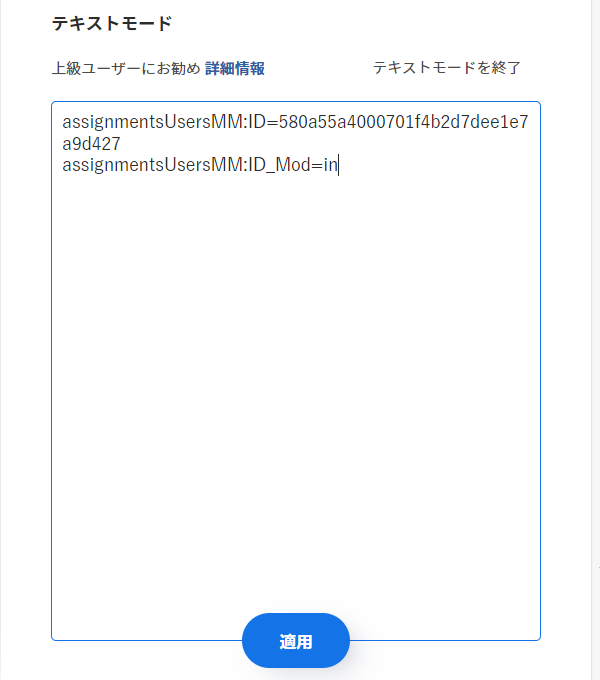 テキストモード
上級ユーザーにお勧め 詳細情報
テキストモードを終了
assignmentsUsersMM:ID=580a55a4000701f4b2d7dee1e7
a9d427
assignmentsUsersMM:ID_Mod=in
適用